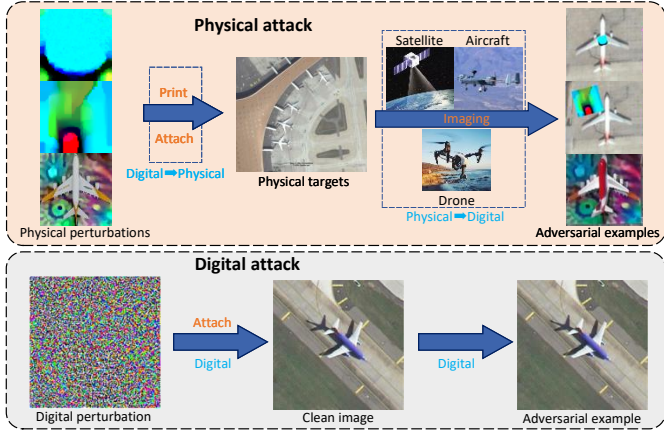 Physical attack
Satellite Aircraft
Print
Attach
Imaging
Digital➡Physical
Physical targets
Drone
Physical perturbations
Physical➡Digital
Adversarial examples
Digital attack
Attach
Digital
Digital
Digital perturbation
Clean image
Adversarial example